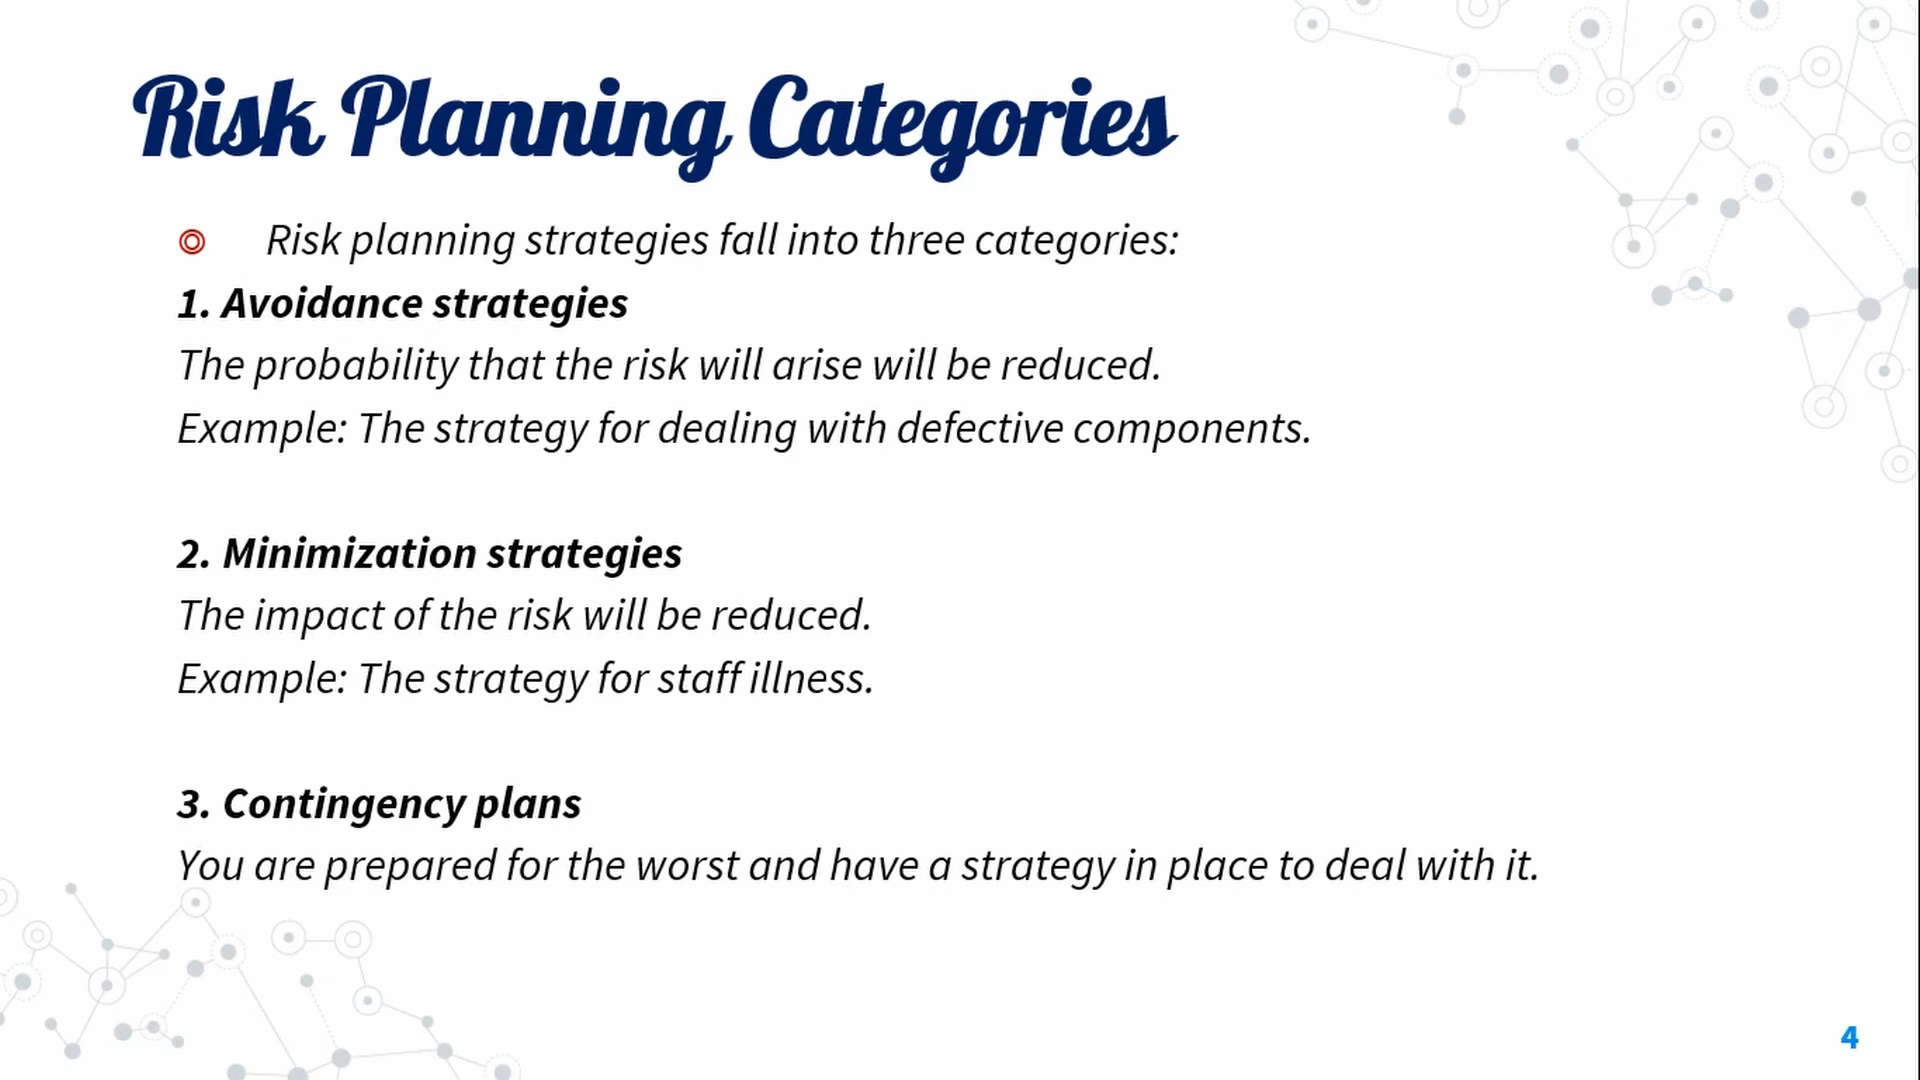 Risk Planning Categories
Risk planning strategies fall into three categories:
1. Avoidance strategies
The probability that the risk will arise will be reduced.
Example: The strategy for dealing with defective components.
2. Minimization strategies
The impact of the risk will be reduced.
Example: The strategy for staff illness.
3. Contingency plans
You are prepared for the worst and have a strategy in place to deal with it.
4